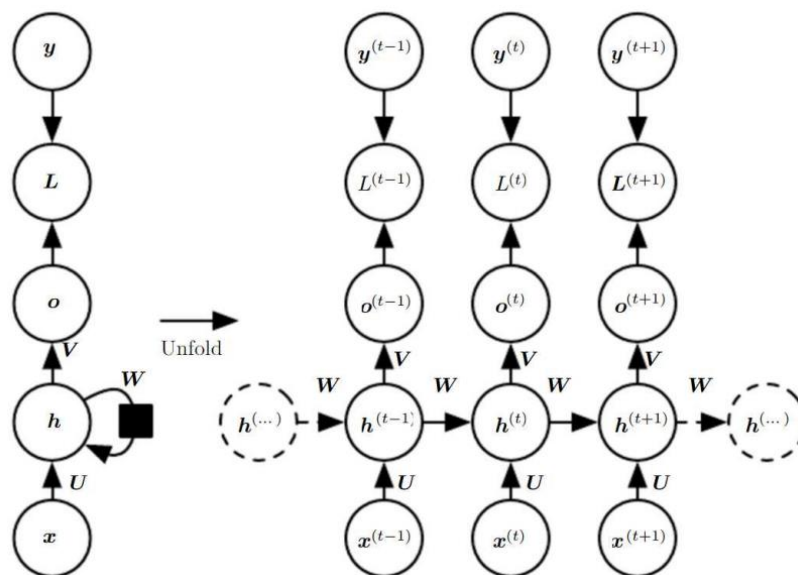 y y^(t−1) y^(t) y^(t+1)
L L^(t−1) L^(t) L^(t+1)
o o^(t−1) o^(t) o^(t+1)
Unfold
V V V V
W W W W W
h h^(...) h^(t−1) h^(t) h^(t+1) h^(...)
U U U U
x x^(t−1) x^(t) x^(t+1)